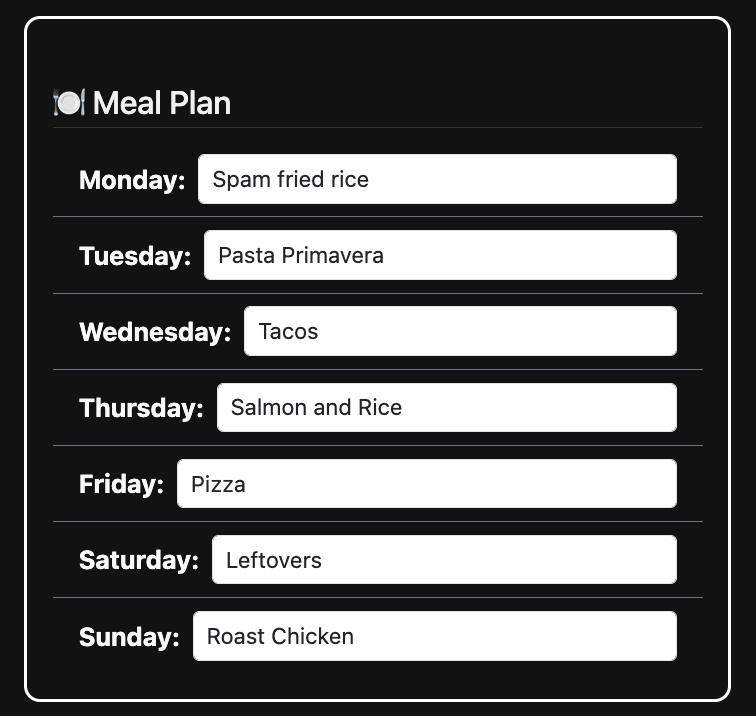 🍽️ Meal Plan
Monday: Spam fried rice
Tuesday: Pasta Primavera
Wednesday: Tacos
Thursday: Salmon and Rice
Friday: Pizza
Saturday: Leftovers
Sunday: Roast Chicken